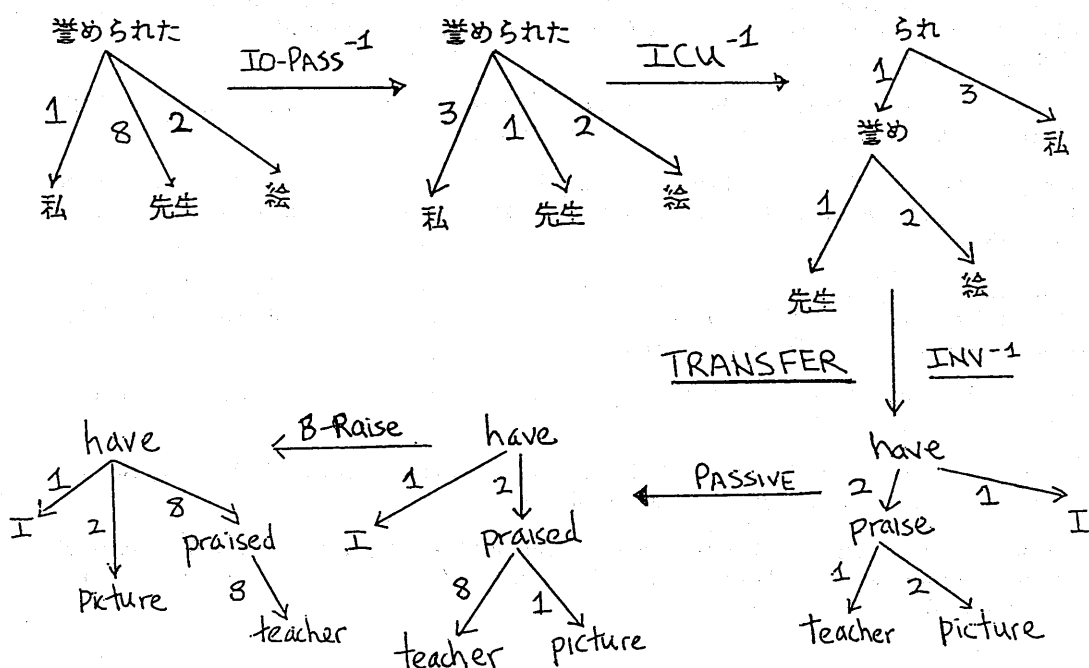 誉められた IO-PASS⁻¹ 誉められた ICU⁻¹ られ
1 8 2 3 1 2 1 3
誉め 私
私 先生 絵 私 先生 絵
1 2
先生 絵
TRANSFER INV⁻¹
have B-Raise have have
1 2 8 1 2 PASSIVE 2 1
I praised I praised praise I
picture 8 8 1 1 2
teacher teacher picture teacher picture